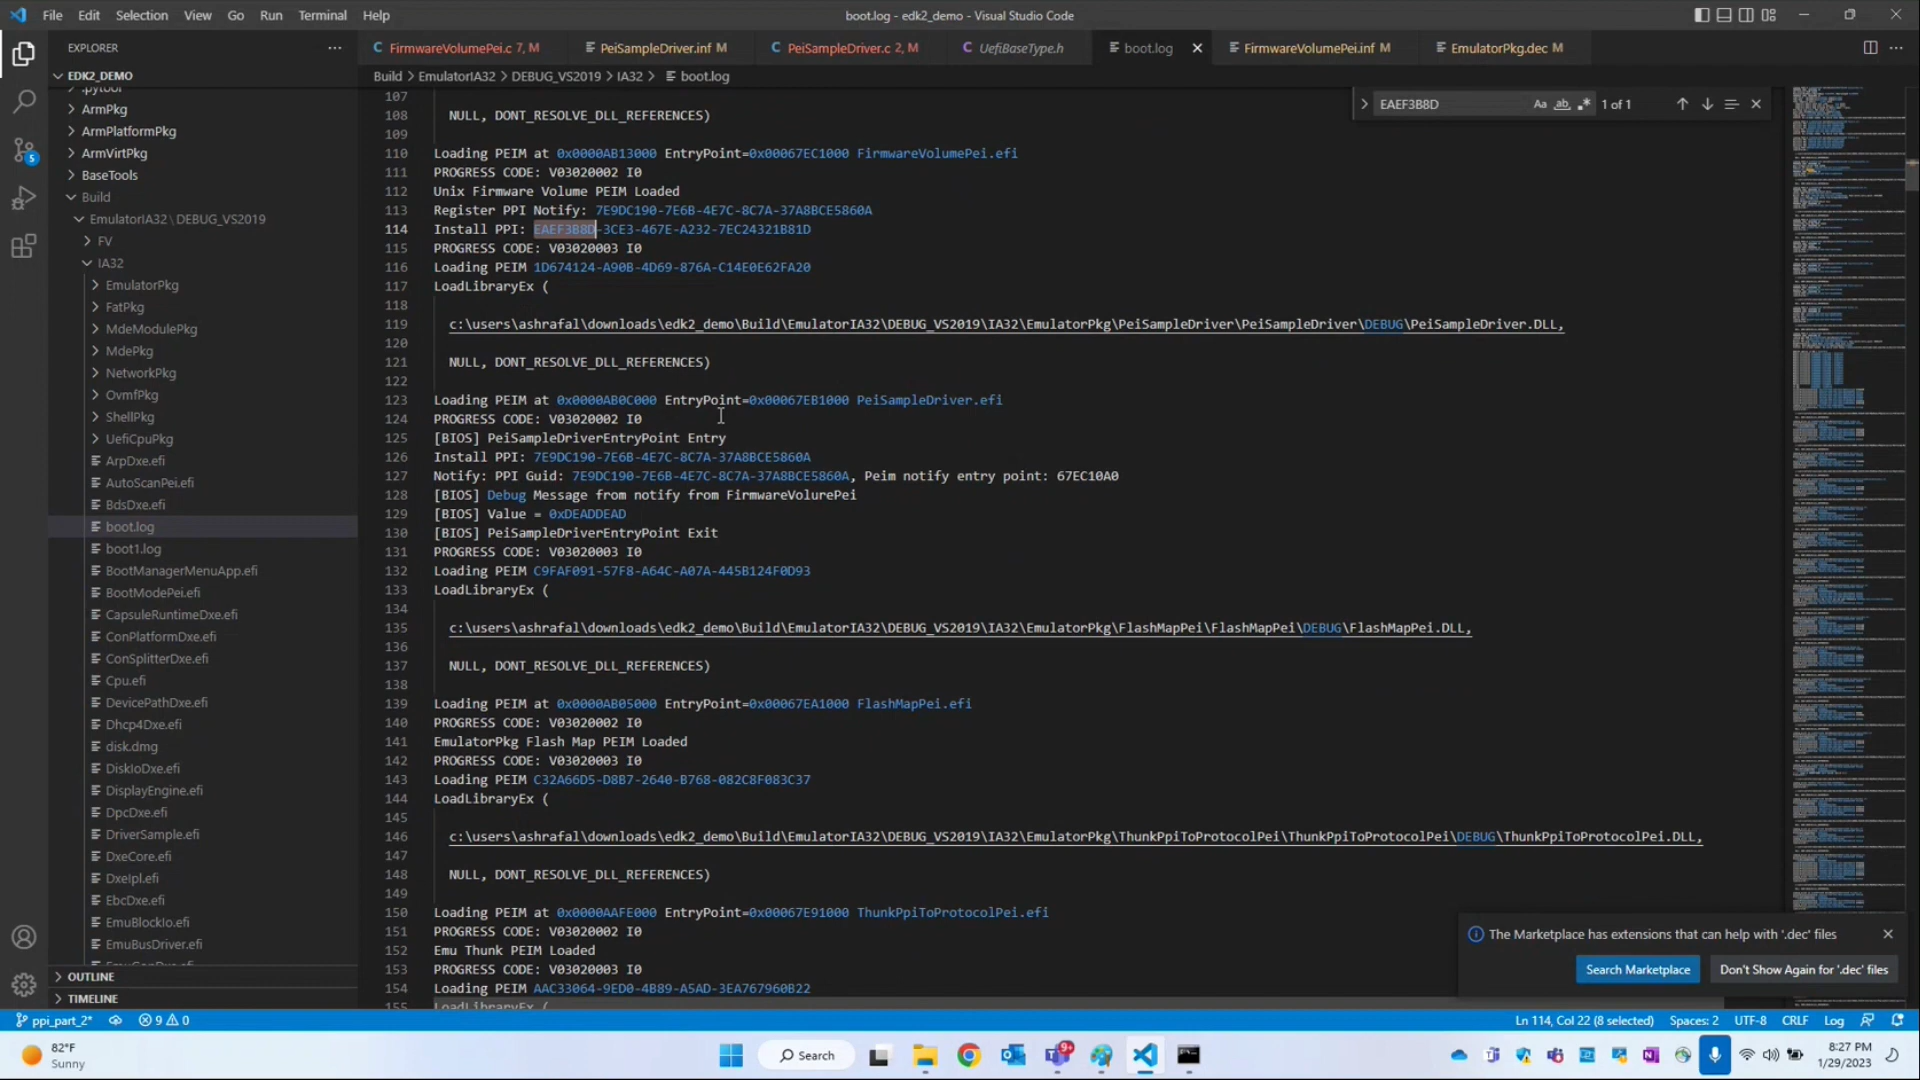 File Edit Selection View Go Run Terminal Help
boot.log - edk2_demo - Visual Studio Code
EXPLORER
FirmwareVolumePei.c 7, M
PeiSampleDriver.inf M
PeiSampleDriver.c 2, M
UefiBaseType.h
boot.log
FirmwareVolumePei.inf M
EmulatorPkg.dec M
EDK2_DEMO
.pytool
ArmPkg
ArmPlatformPkg
ArmVirtPkg
BaseTools
Build
EmulatorIA32 \ DEBUG_VS2019
FV
IA32
EmulatorPkg
FatPkg
MdeModulePkg
MdePkg
NetworkPkg
OvmfPkg
ShellPkg
UefiCpuPkg
ArpDxe.efi
AutoScanPei.efi
BdsDxe.efi
boot.log
boot1.log
BootManagerMenuApp.efi
BootModePei.efi
CapsuleRuntimeDxe.efi
ConPlatformDxe.efi
ConSplitterDxe.efi
Cpu.efi
DevicePathDxe.efi
Dhcp4Dxe.efi
disk.dmg
DiskIoDxe.efi
DisplayEngine.efi
DpcDxe.efi
DriverSample.efi
DxeCore.efi
DxeIpl.efi
EbcDxe.efi
EmuBlockIo.efi
EmuBusDriver.efi
OUTLINE
TIMELINE
Build > EmulatorIA32 > DEBUG_VS2019 > IA32 > boot.log
EAEF3B8D
Aa ab .* 1 of 1
107
108 NULL, DONT_RESOLVE_DLL_REFERENCES)
109
110 Loading PEIM at 0x0000AB13000 EntryPoint=0x00067EC1000 FirmwareVolumePei.efi
111 PROGRESS CODE: V03020002 I0
112 Unix Firmware Volume PEIM Loaded
113 Register PPI Notify: 7E9DC190-7E6B-4E7C-8C7A-37A8BCE5860A
114 Install PPI: EAEF3B8D-3CE3-467E-A232-7EC24321B81D
115 PROGRESS CODE: V03020003 I0
116 Loading PEIM 1D674124-A90B-4D69-876A-C14E0E62FA20
117 LoadLibraryEx (
118
119 c:\users\ashrafal\downloads\edk2_demo\Build\EmulatorIA32\DEBUG_VS2019\IA32\EmulatorPkg\PeiSampleDriver\PeiSampleDriver\DEBUG\PeiSampleDriver.DLL,
120
121 NULL, DONT_RESOLVE_DLL_REFERENCES)
122
123 Loading PEIM at 0x0000AB0C000 EntryPoint=0x00067EB1000 PeiSampleDriver.efi
124 PROGRESS CODE: V03020002 I0
125 [BIOS] PeiSampleDriverEntryPoint Entry
126 Install PPI: 7E9DC190-7E6B-4E7C-8C7A-37A8BCE5860A
127 Notify: PPI Guid: 7E9DC190-7E6B-4E7C-8C7A-37A8BCE5860A, Peim notify entry point: 67EC10A0
128 [BIOS] Debug Message from notify from FirmwareVolurePei
129 [BIOS] Value = 0xDEADDEAD
130 [BIOS] PeiSampleDriverEntryPoint Exit
131 PROGRESS CODE: V03020003 I0
132 Loading PEIM C9FAF091-57F8-A64C-A07A-445B124F0D93
133 LoadLibraryEx (
134
135 c:\users\ashrafal\downloads\edk2_demo\Build\EmulatorIA32\DEBUG_VS2019\IA32\EmulatorPkg\FlashMapPei\FlashMapPei\DEBUG\FlashMapPei.DLL,
136
137 NULL, DONT_RESOLVE_DLL_REFERENCES)
138
139 Loading PEIM at 0x0000AB05000 EntryPoint=0x00067EA1000 FlashMapPei.efi
140 PROGRESS CODE: V03020002 I0
141 EmulatorPkg Flash Map PEIM Loaded
142 PROGRESS CODE: V03020003 I0
143 Loading PEIM C32A66D5-D8B7-2640-B768-082C8F083C37
144 LoadLibraryEx (
145
146 c:\users\ashrafal\downloads\edk2_demo\Build\EmulatorIA32\DEBUG_VS2019\IA32\EmulatorPkg\ThunkPpiToProtocolPei\ThunkPpiToProtocolPei\DEBUG\ThunkPpiToProtocolPei.DLL,
147
148 NULL, DONT_RESOLVE_DLL_REFERENCES)
149
150 Loading PEIM at 0x0000AAFE000 EntryPoint=0x00067E91000 ThunkPpiToProtocolPei.efi
151 PROGRESS CODE: V03020002 I0
152 Emu Thunk PEIM Loaded
153 PROGRESS CODE: V03020003 I0
154 Loading PEIM AAC33064-9ED0-4B89-A5AD-3EA767960B22
155 LoadLibraryEx (
The Marketplace has extensions that can help with '.dec' files
Search Marketplace
Don't Show Again for '.dec' files
ppi_part_2* 9 0
Ln 114, Col 22 (8 selected) Spaces: 2 UTF-8 CRLF Log
82°F
Sunny
Search
9+
8:27 PM
1/29/2023